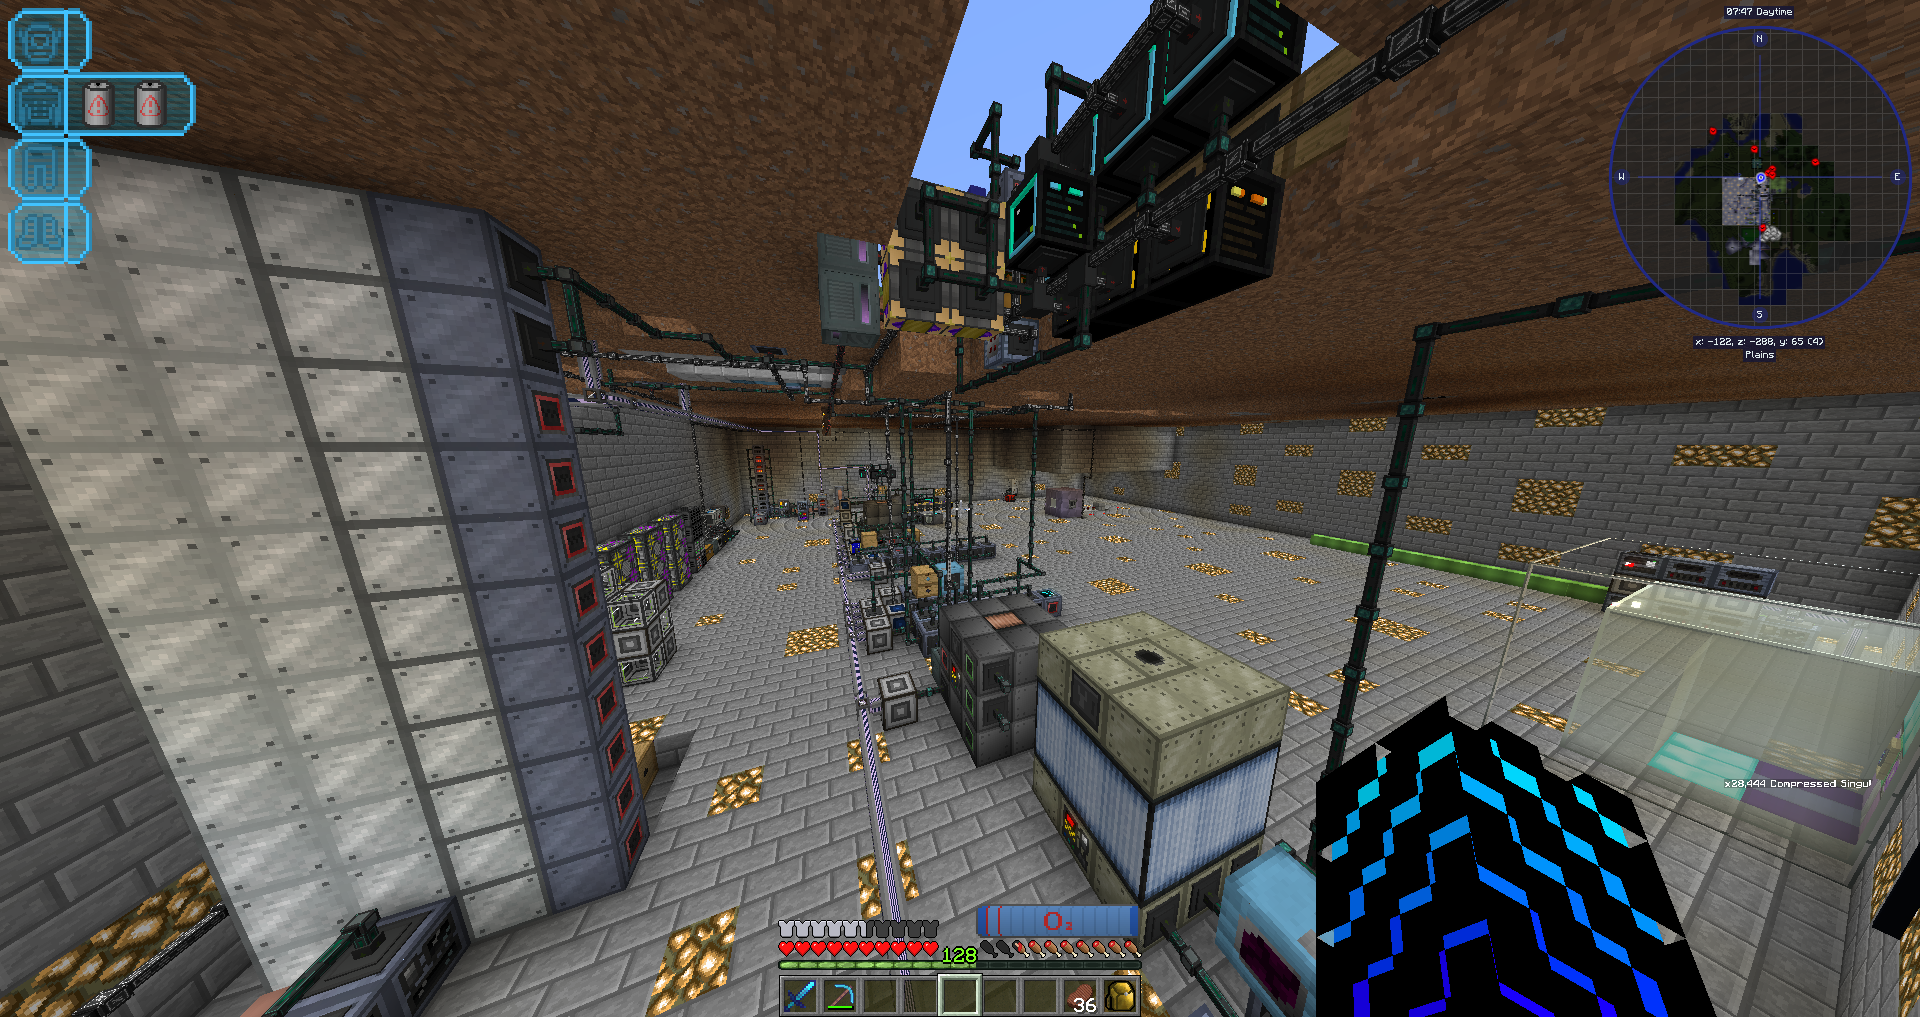 07:47 Daytime
N
W
E
S
x: -122, z: -288, y: 65 (4)
Plains
x28,444 Compressed Singul
O₂
128
36